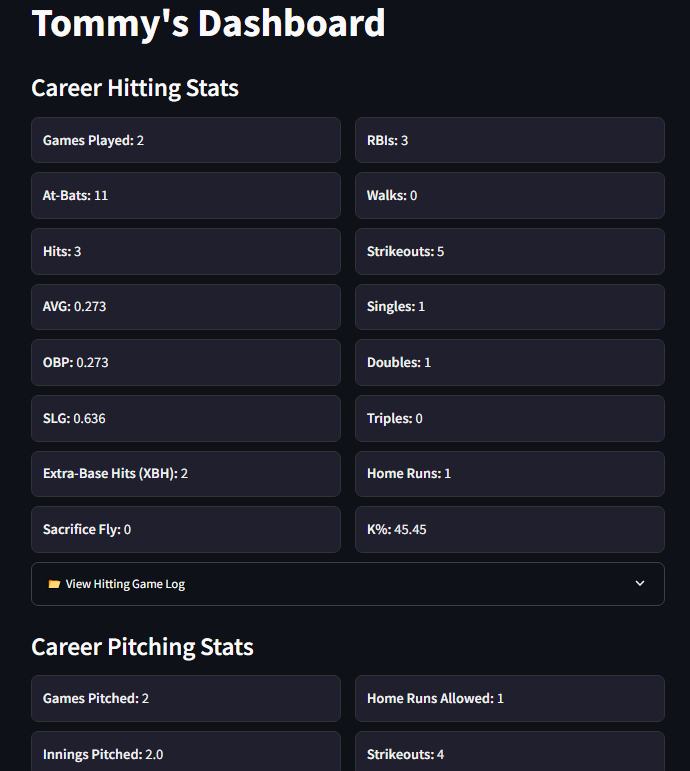 Tommy's Dashboard
Career Hitting Stats
Games Played: 2
RBIs: 3
At-Bats: 11
Walks: 0
Hits: 3
Strikeouts: 5
AVG: 0.273
Singles: 1
OBP: 0.273
Doubles: 1
SLG: 0.636
Triples: 0
Extra-Base Hits (XBH): 2
Home Runs: 1
Sacrifice Fly: 0
K%: 45.45
📂 View Hitting Game Log
Career Pitching Stats
Games Pitched: 2
Home Runs Allowed: 1
Innings Pitched: 2.0
Strikeouts: 4